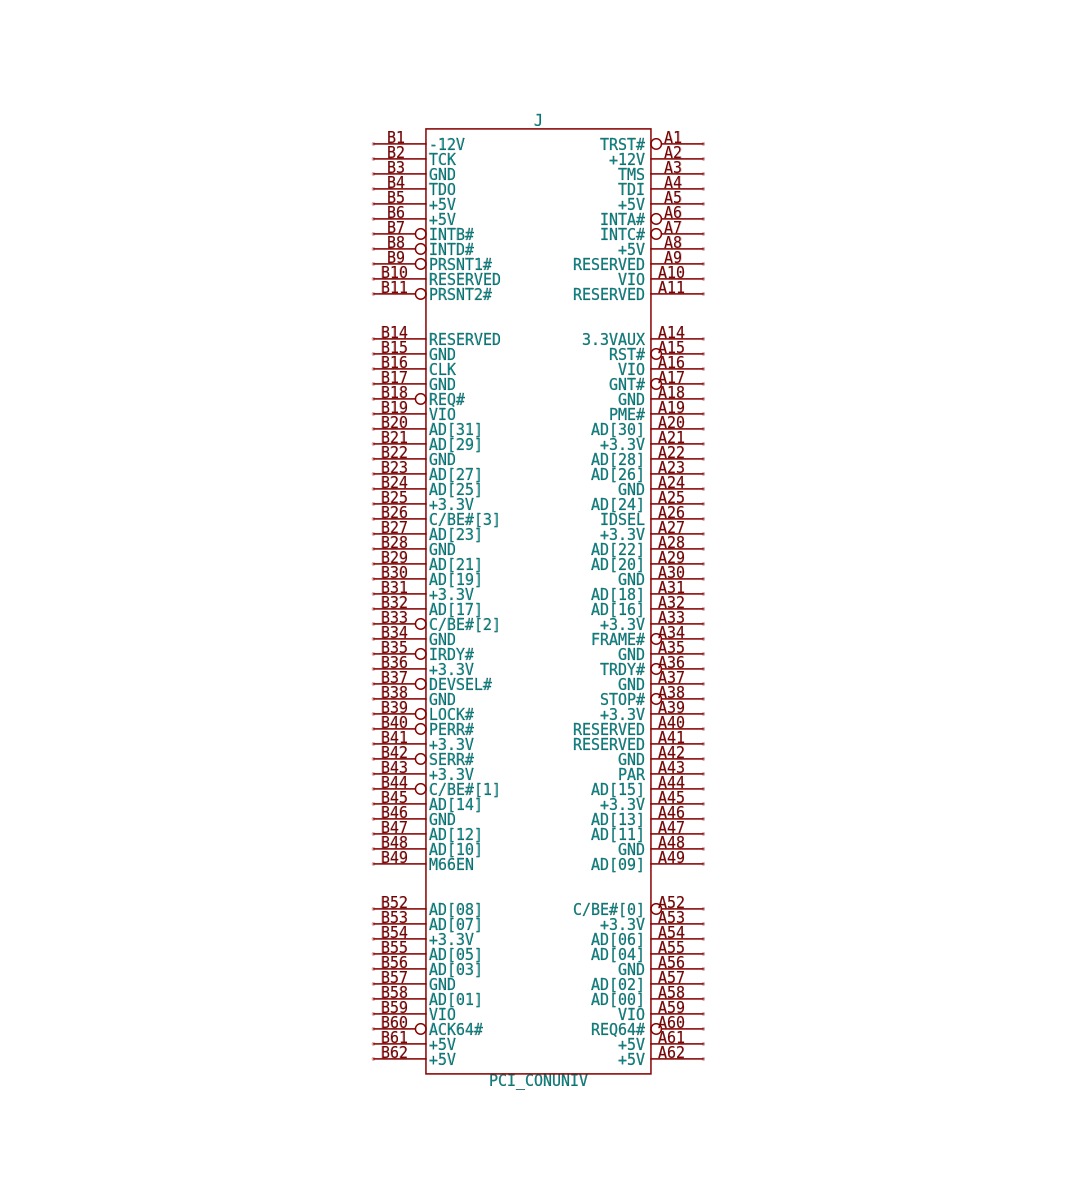 J
B1 -12V TRST# A1
B2 TCK +12V A2
B3 GND TMS A3
B4 TDO TDI A4
B5 +5V +5V A5
B6 +5V INTA# A6
B7 INTB# INTC# A7
B8 INTD# +5V A8
B9 PRSNT1# RESERVED A9
B10 RESERVED VIO A10
B11 PRSNT2# RESERVED A11
B14 RESERVED 3.3VAUX A14
B15 GND RST# A15
B16 CLK VIO A16
B17 GND GNT# A17
B18 REQ# GND A18
B19 VIO PME# A19
B20 AD[31] AD[30] A20
B21 AD[29] +3.3V A21
B22 GND AD[28] A22
B23 AD[27] AD[26] A23
B24 AD[25] GND A24
B25 +3.3V AD[24] A25
B26 C/BE#[3] IDSEL A26
B27 AD[23] +3.3V A27
B28 GND AD[22] A28
B29 AD[21] AD[20] A29
B30 AD[19] GND A30
B31 +3.3V AD[18] A31
B32 AD[17] AD[16] A32
B33 C/BE#[2] +3.3V A33
B34 GND FRAME# A34
B35 IRDY# GND A35
B36 +3.3V TRDY# A36
B37 DEVSEL# GND A37
B38 GND STOP# A38
B39 LOCK# +3.3V A39
B40 PERR# RESERVED A40
B41 +3.3V RESERVED A41
B42 SERR# GND A42
B43 +3.3V PAR A43
B44 C/BE#[1] AD[15] A44
B45 AD[14] +3.3V A45
B46 GND AD[13] A46
B47 AD[12] AD[11] A47
B48 AD[10] GND A48
B49 M66EN AD[09] A49
B52 AD[08] C/BE#[0] A52
B53 AD[07] +3.3V A53
B54 +3.3V AD[06] A54
B55 AD[05] AD[04] A55
B56 AD[03] GND A56
B57 GND AD[02] A57
B58 AD[01] AD[00] A58
B59 VIO VIO A59
B60 ACK64# REQ64# A60
B61 +5V +5V A61
B62 +5V +5V A62
PCI_CONUNIV